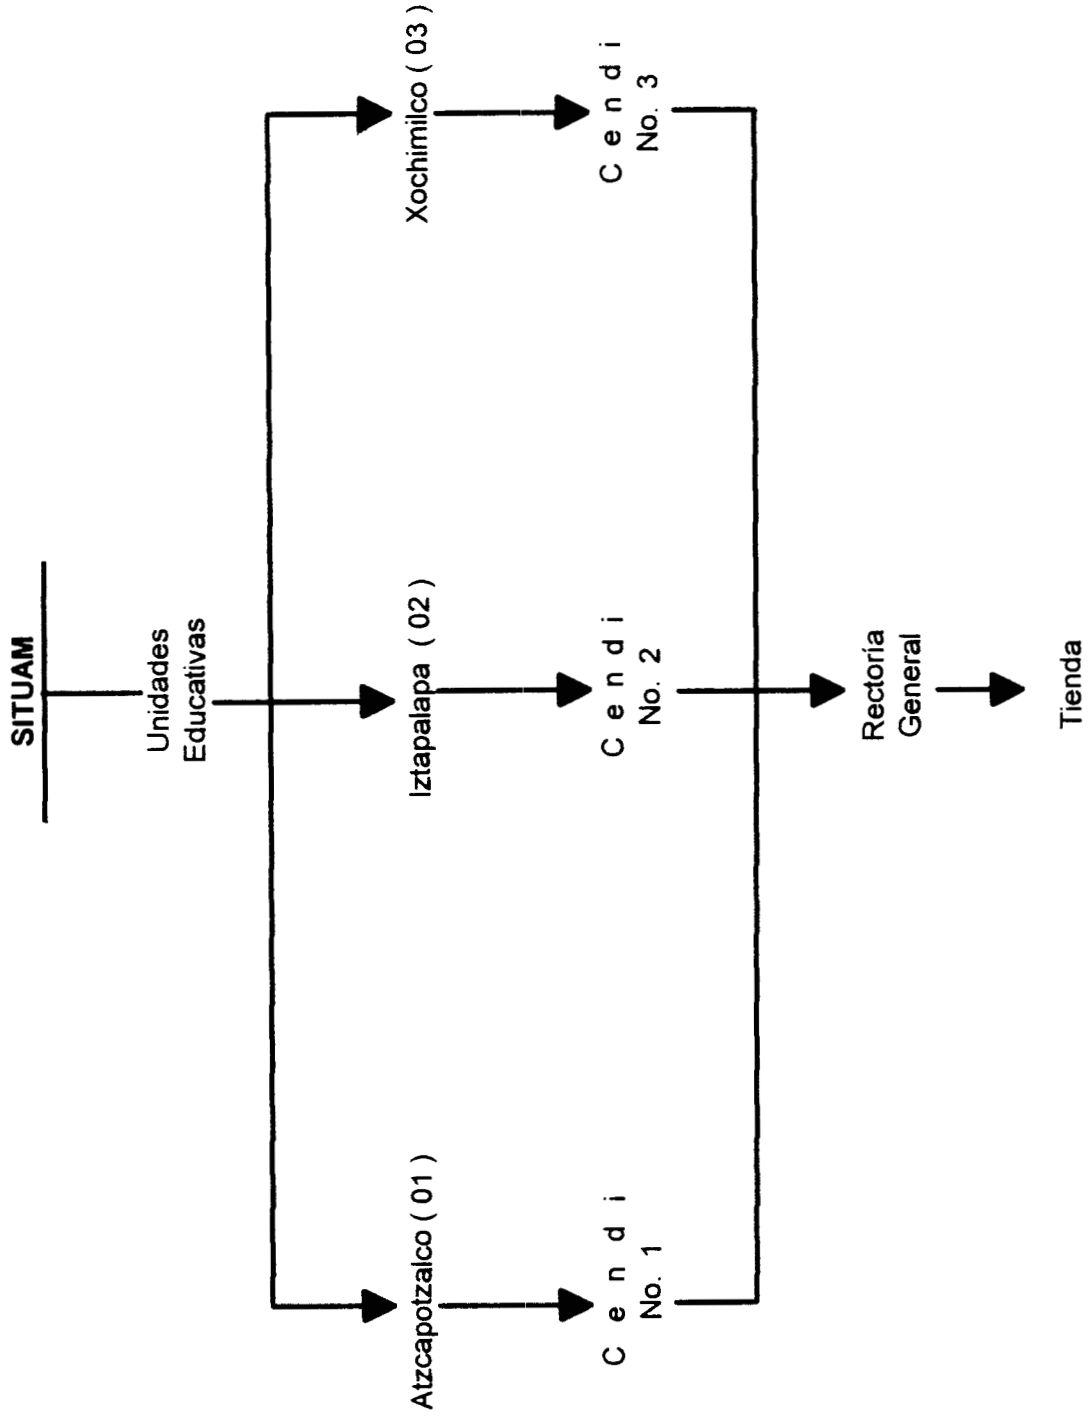 SITUAM
Unidades
Educativas
Atzcapotzalco ( 01 )
Iztapalapa ( 02 )
Xochimilco ( 03 )
C e n d i
No. 1
C e n d i
No. 2
C e n d i
No. 3
Rectoría
General
Tienda